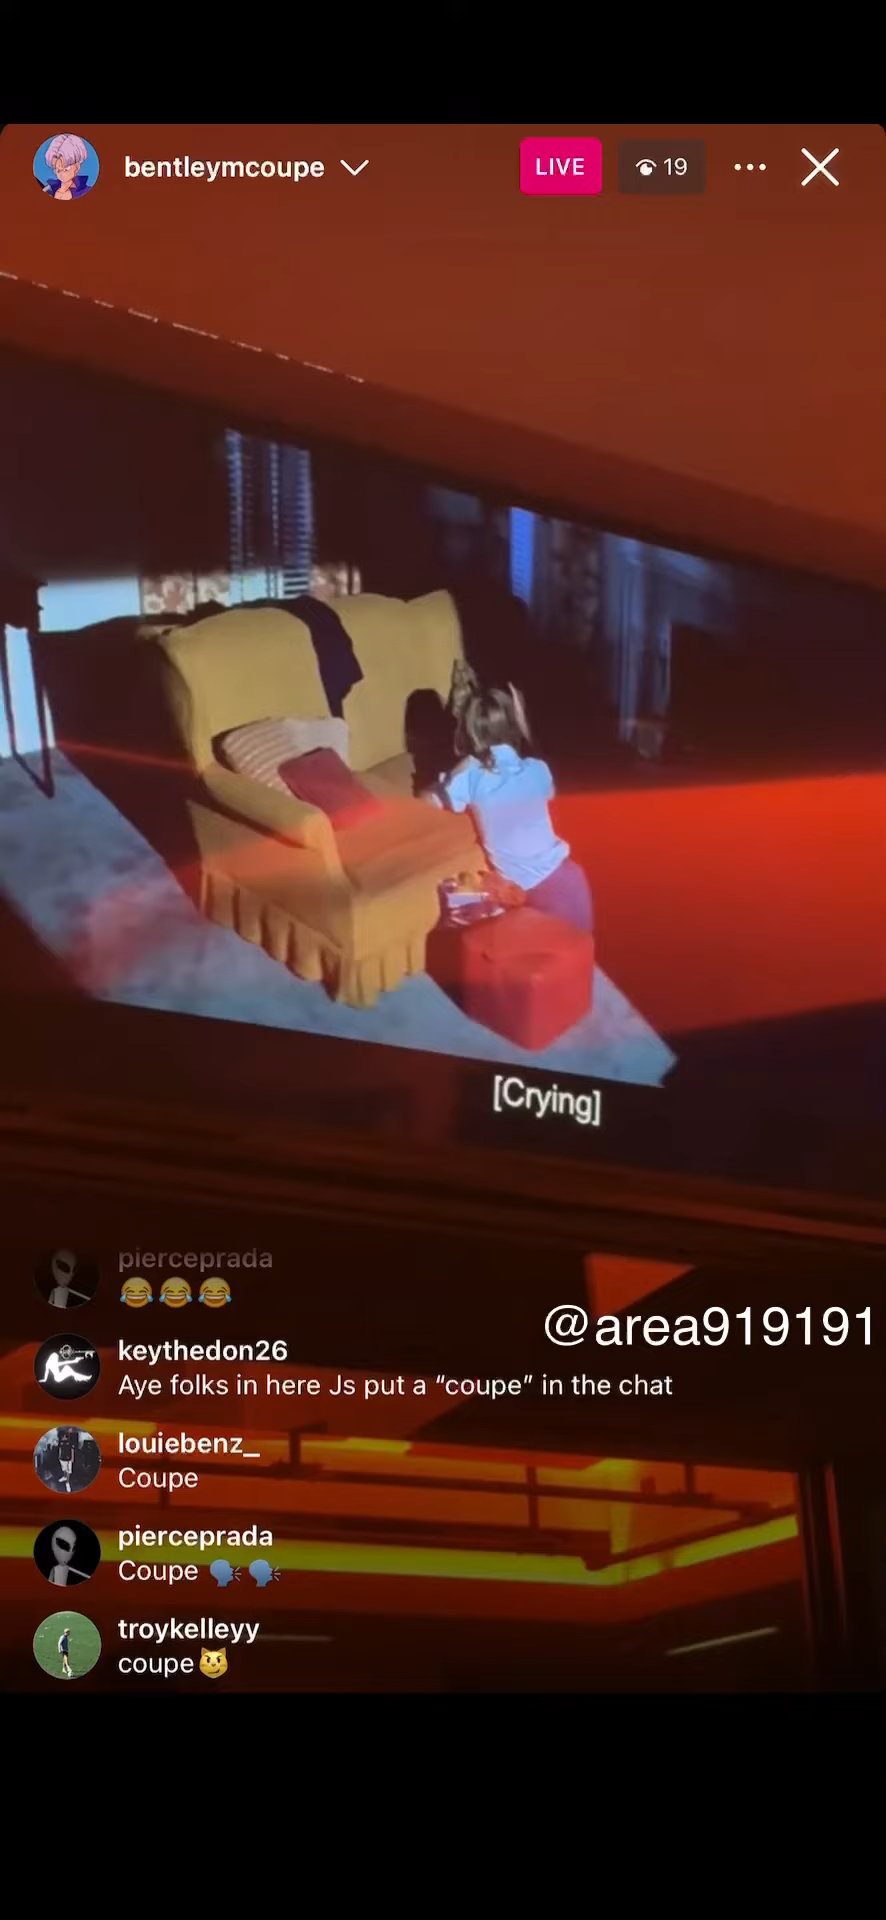 bentleymcoupe
LIVE
19
[Crying]
pierceprada
😂😂😂
@area919191
keythedon26
Aye folks in here Js put a “coupe” in the chat
louiebenz_
Coupe
pierceprada
Coupe 🗣️🗣️
troykelleyy
coupe😼